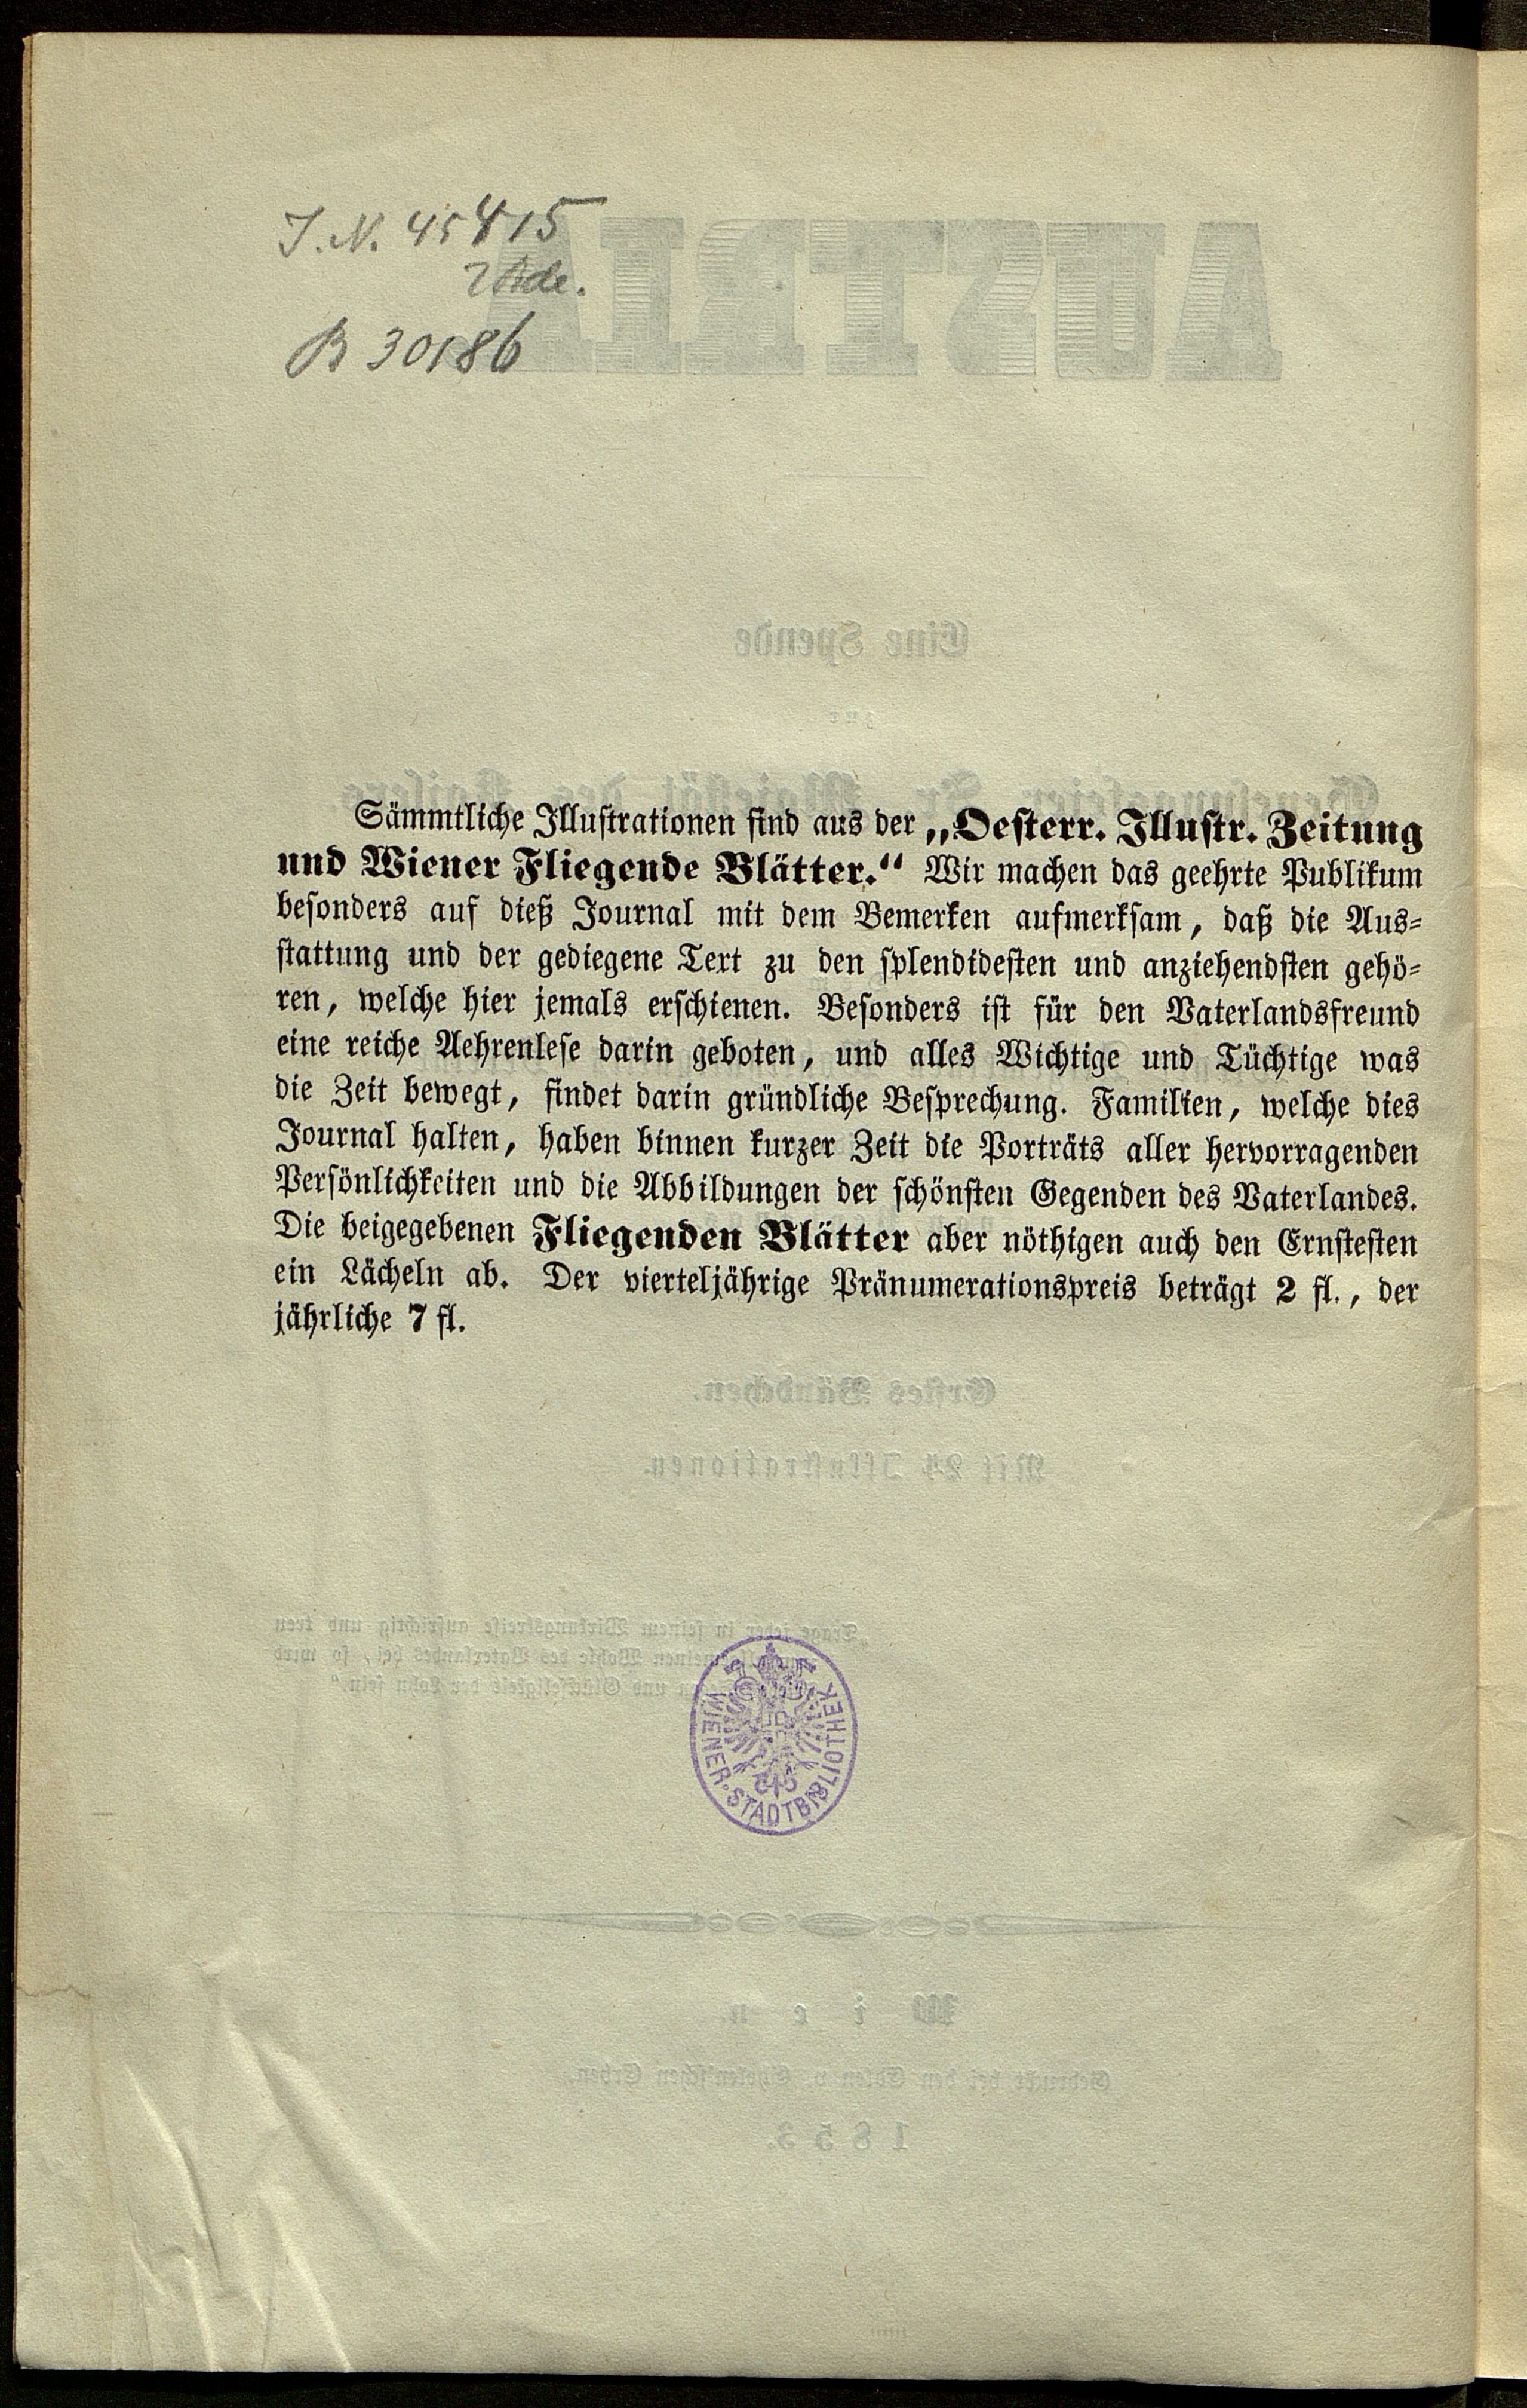 J. N. 45415
2 Bde.
B 30186
Sämmtliche Illustrationen sind aus der „Oesterr. Illustr. Zeitung
und Wiener Fliegende Blätter.“ Wir machen das geehrte Publikum
besonders auf dieß Journal mit dem Bemerken aufmerksam, daß die Aus-
stattung und der gediegene Text zu den splendidesten und anziehendsten gehö-
ren, welche hier jemals erschienen. Besonders ist für den Vaterlandsfreund
eine reiche Aehrenlese darin geboten, und alles Wichtige und Tüchtige was
die Zeit bewegt, findet darin gründliche Besprechung. Familien, welche dies
Journal halten, haben binnen kurzer Zeit die Porträts aller hervorragenden
Persönlichkeiten und die Abbildungen der schönsten Gegenden des Vaterlandes.
Die beigegebenen Fliegenden Blätter aber nöthigen auch den Ernstesten
ein Lächeln ab. Der vierteljährige Pränumerationspreis beträgt 2 fl., der
jährliche 7 fl.
WIENER·STADTBIBLIOTHEK